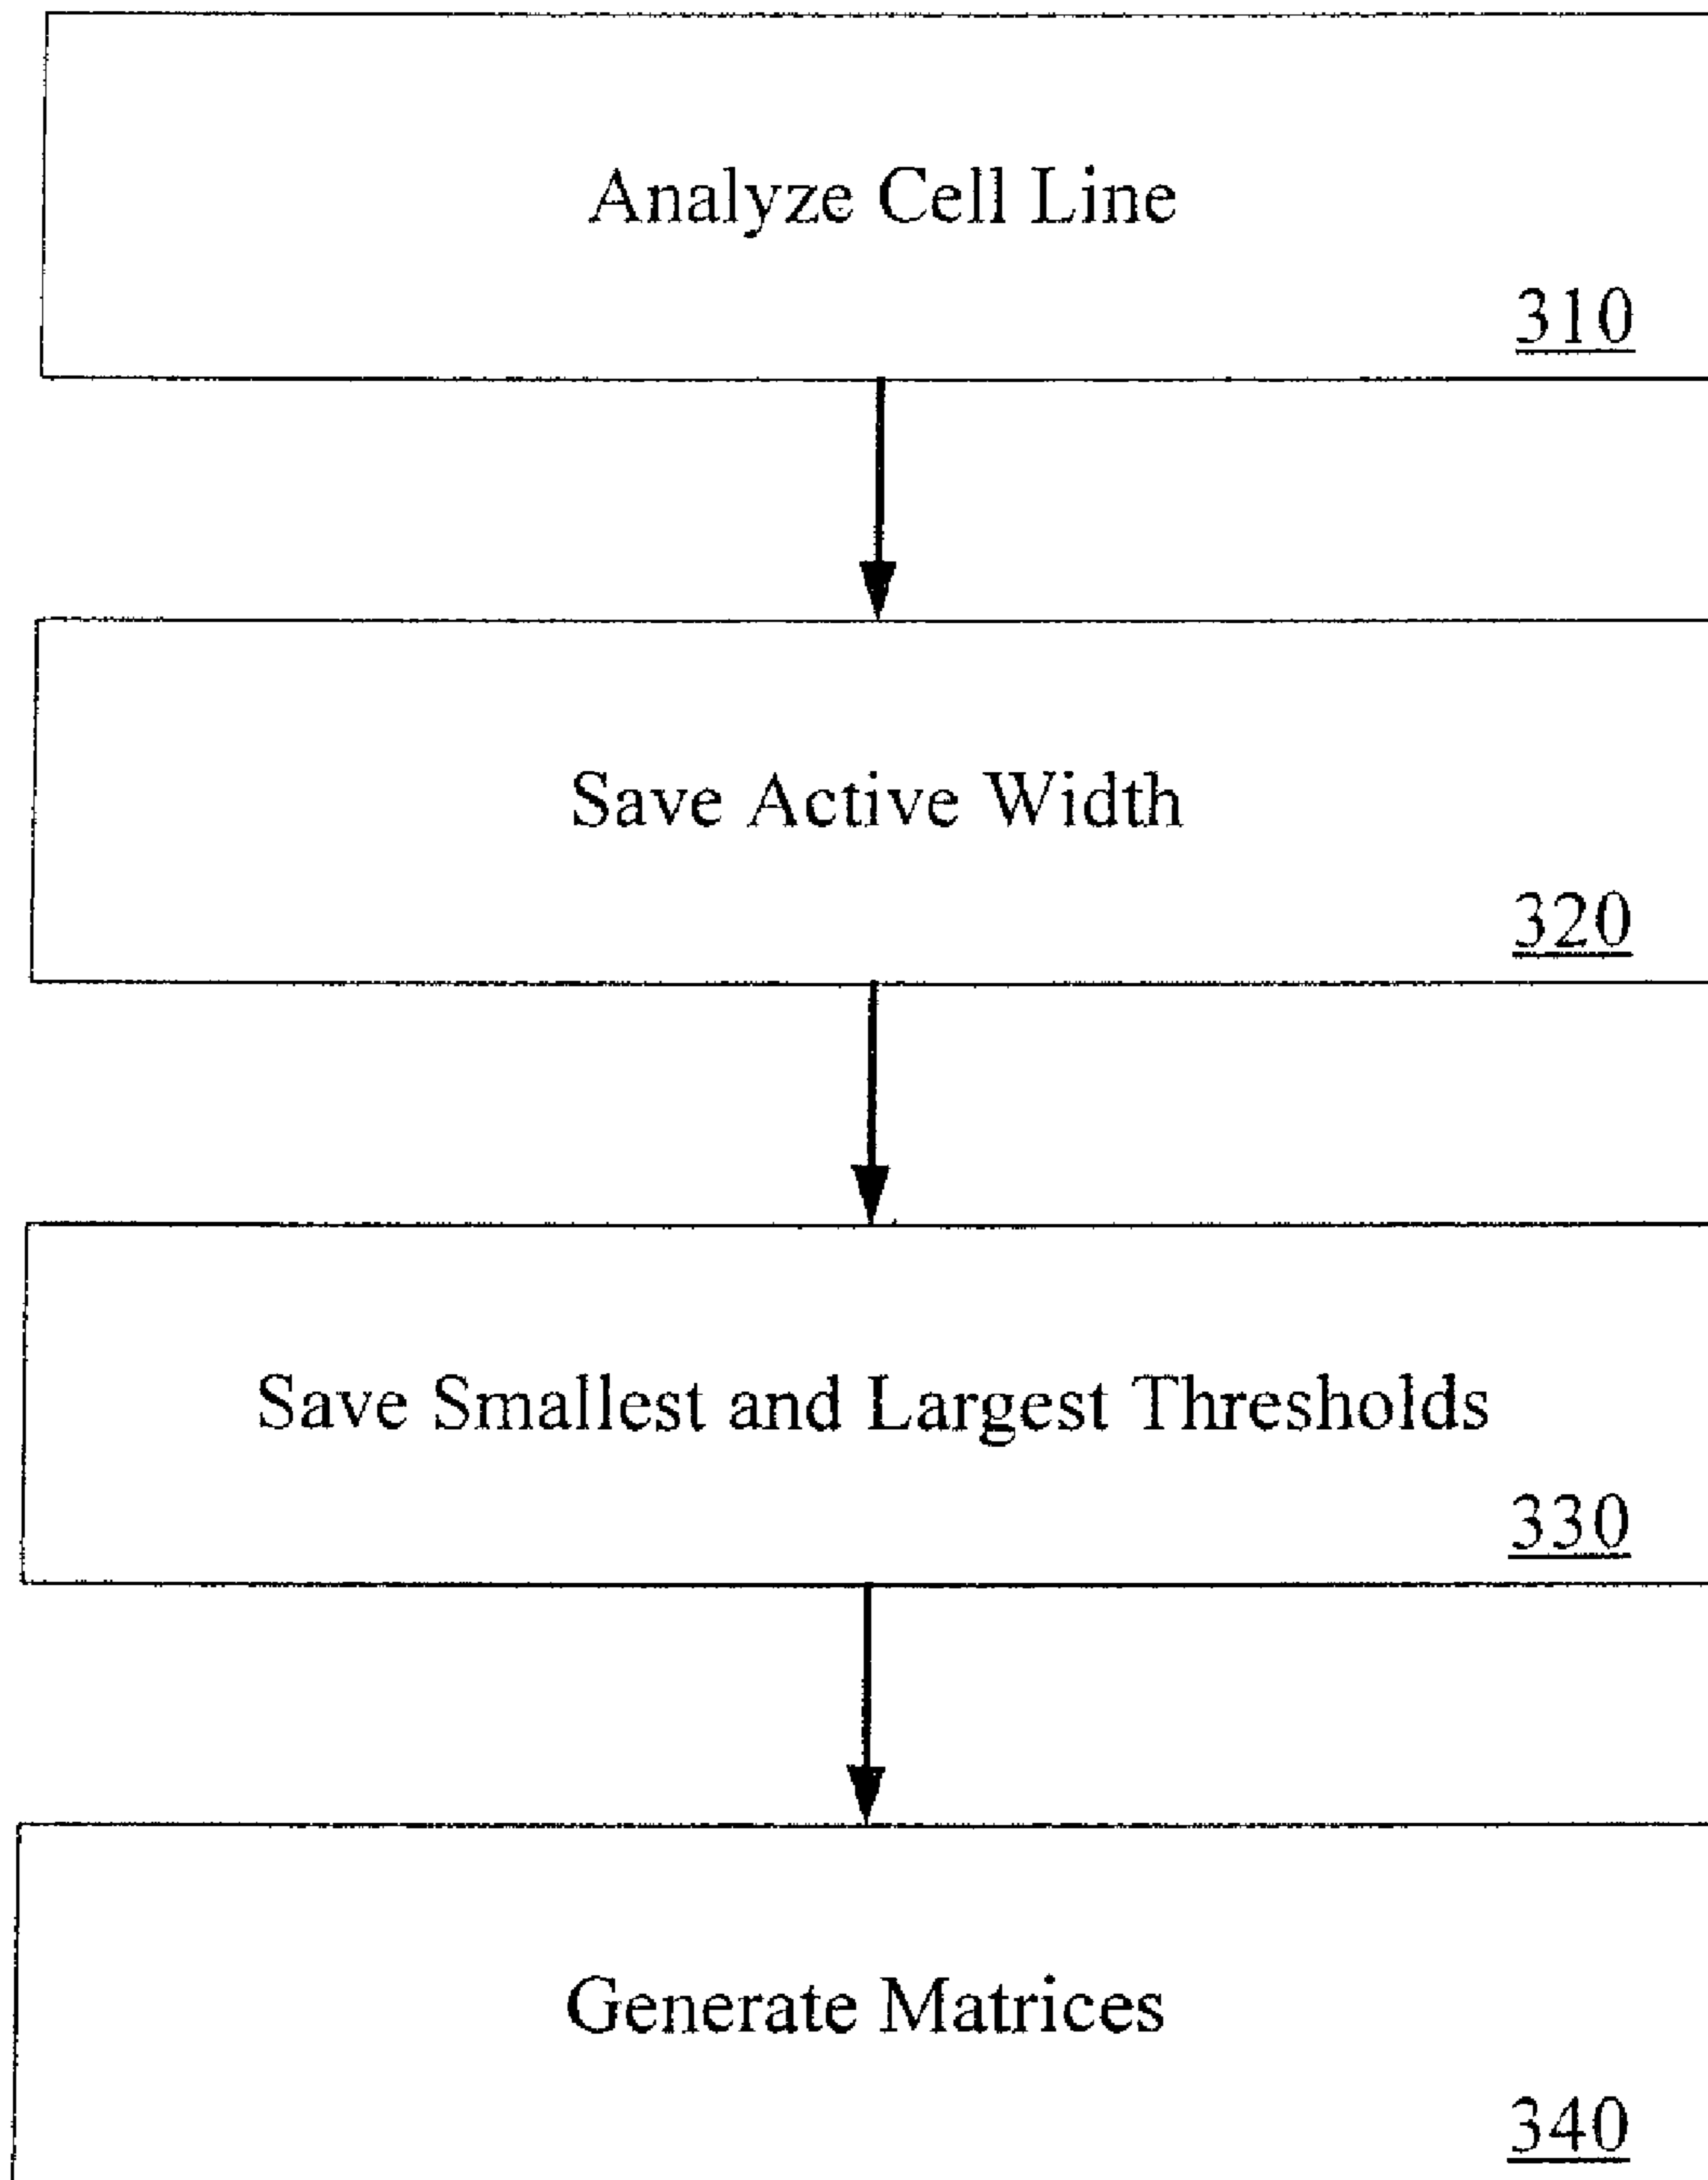 Analyze Cell Line
310
Save Active Width
320
Save Smallest and Largest Thresholds
330
Generate Matrices
340